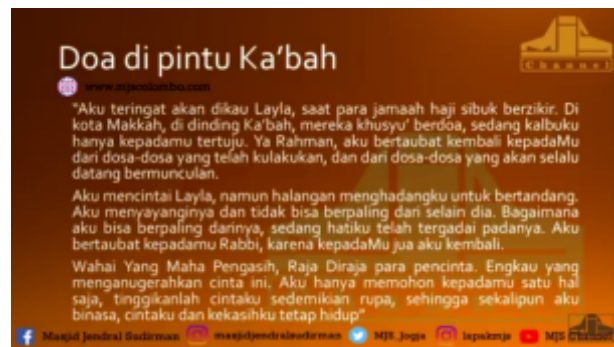 Doa di pintu Ka'bah
Channel
www.mjscolombo.com
"Aku teringat akan dikau Layla, saat para jamaah haji sibuk berzikir. Di
kota Makkah, di dinding Ka'bah, mereka khusyu' berdoa, sedang kalbuku
hanya kepadamu tertuju. Ya Rahman, aku bertaubat kembali kepadaMu
dari dosa-dosa yang telah kulakukan, dan dari dosa-dosa yang akan selalu
datang bermunculan.
Aku mencintai Layla, namun halangan menghadangku untuk bertandang.
Aku menyayanginya dan tidak bisa berpaling dari selain dia. Bagaimana
aku bisa berpaling darinya, sedang hatiku telah tergadai padanya. Aku
bertaubat kepadamu Rabbi, karena kepadaMu jua aku kembali.
Wahai Yang Maha Pengasih, Raja Diraja para pencinta. Engkau yang
menganugerahkan cinta ini. Aku hanya memohon kepadamu satu hal
saja, tinggikanlah cintaku sedemikian rupa, sehingga sekalipun aku
binasa, cintaku dan kekasihku tetap hidup"
Masjid Jendral Sudirman masjidjendralsudirman MJS_Jogja lapakmjs MJS Channel